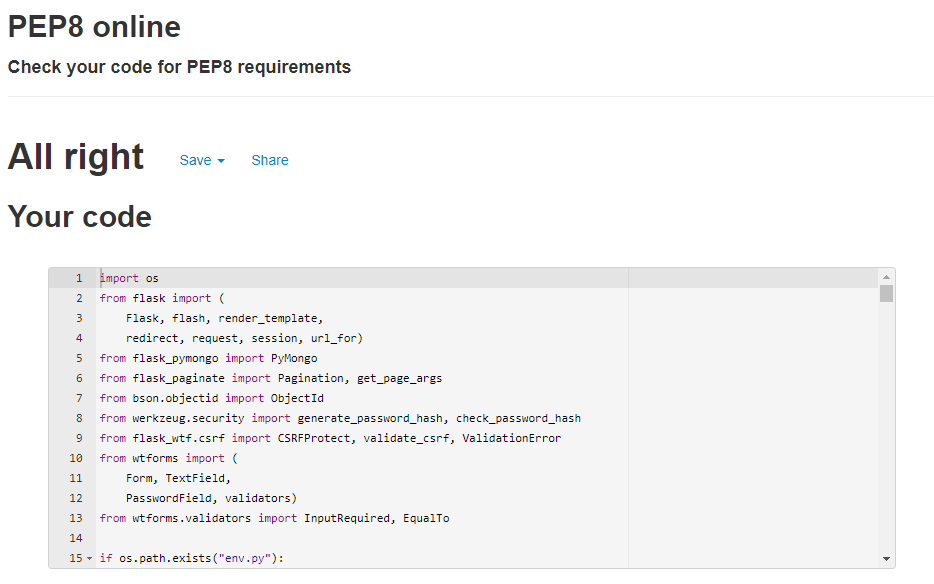 PEP8 online
Check your code for PEP8 requirements
All right Save Share
Your code
1 import os
2 from flask import (
3     Flask, flash, render_template,
4     redirect, request, session, url_for)
5 from flask_pymongo import PyMongo
6 from flask_paginate import Pagination, get_page_args
7 from bson.objectid import ObjectId
8 from werkzeug.security import generate_password_hash, check_password_hash
9 from flask_wtf.csrf import CSRFProtect, validate_csrf, ValidationError
10 from wtforms import (
11     Form, TextField,
12     PasswordField, validators)
13 from wtforms.validators import InputRequired, EqualTo
14
15 if os.path.exists("env.py"):